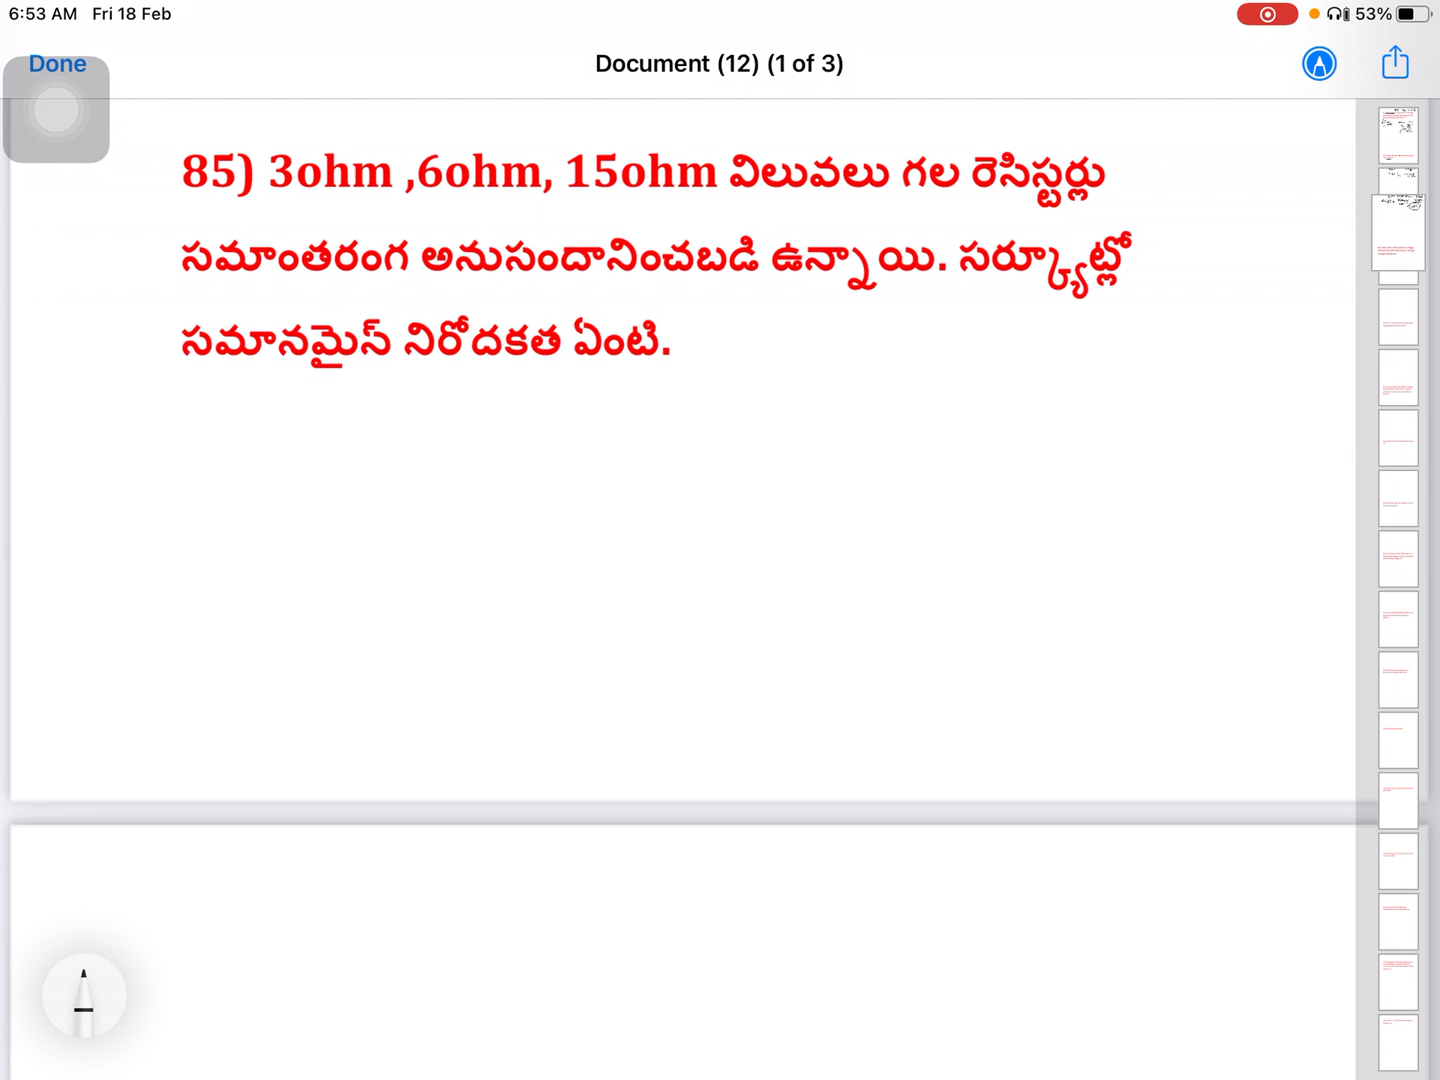 6:53 AM Fri 18 Feb
53%
Done
Document (12) (1 of 3)
85) 3ohm ,6ohm, 15ohm విలువలు గల రెసిస్టర్లు
సమాంతరంగ అనుసందానించబడి ఉన్నాయి. సర్క్యూట్లో
సమానమైన్ నిరోదకత ఏంటి.